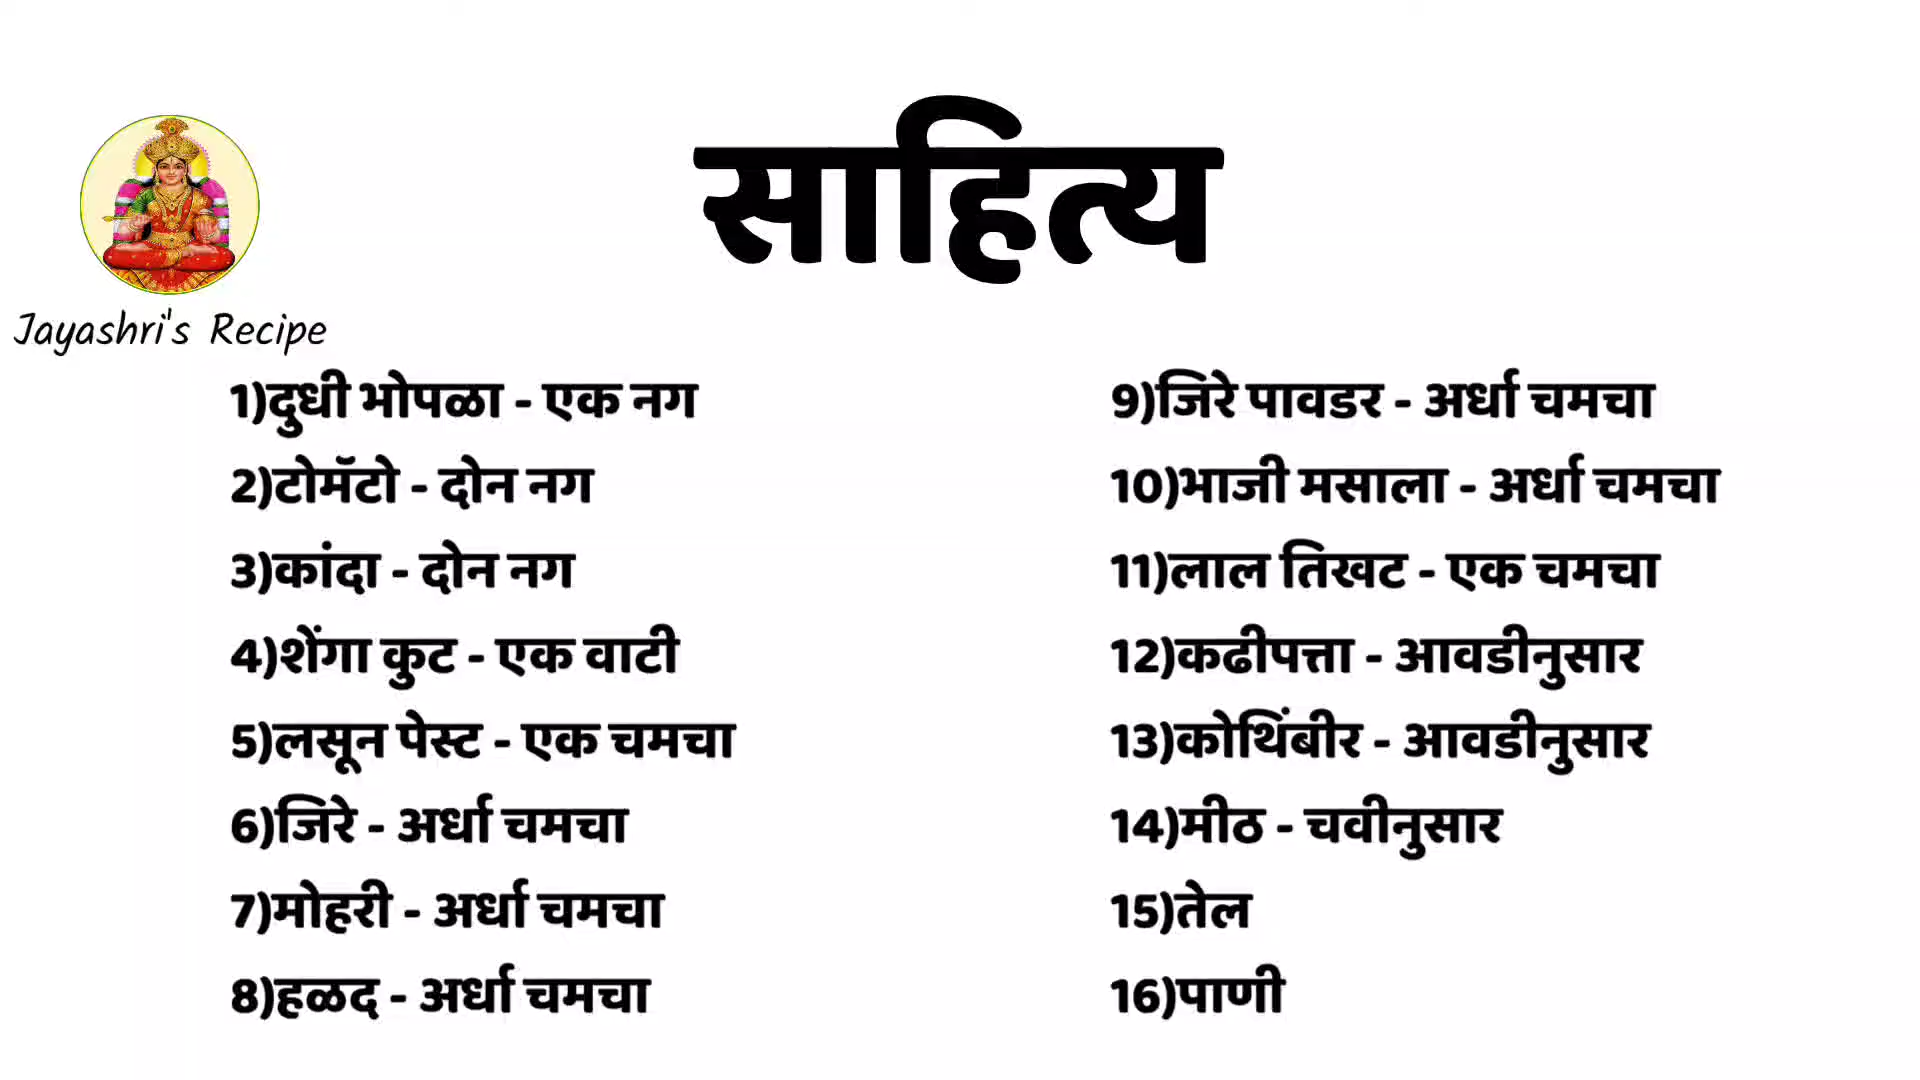 साहित्य
Jayashri's Recipe
1)दुधी भोपळा - एक नग
2)टोमॅटो - दोन नग
3)कांदा - दोन नग
4)शेंगा कुट - एक वाटी
5)लसून पेस्ट - एक चमचा
6)जिरे - अर्धा चमचा
7)मोहरी - अर्धा चमचा
8)हळद - अर्धा चमचा
9)जिरे पावडर - अर्धा चमचा
10)भाजी मसाला - अर्धा चमचा
11)लाल तिखट - एक चमचा
12)कढीपत्ता - आवडीनुसार
13)कोथिंबीर - आवडीनुसार
14)मीठ - चवीनुसार
15)तेल
16)पाणी